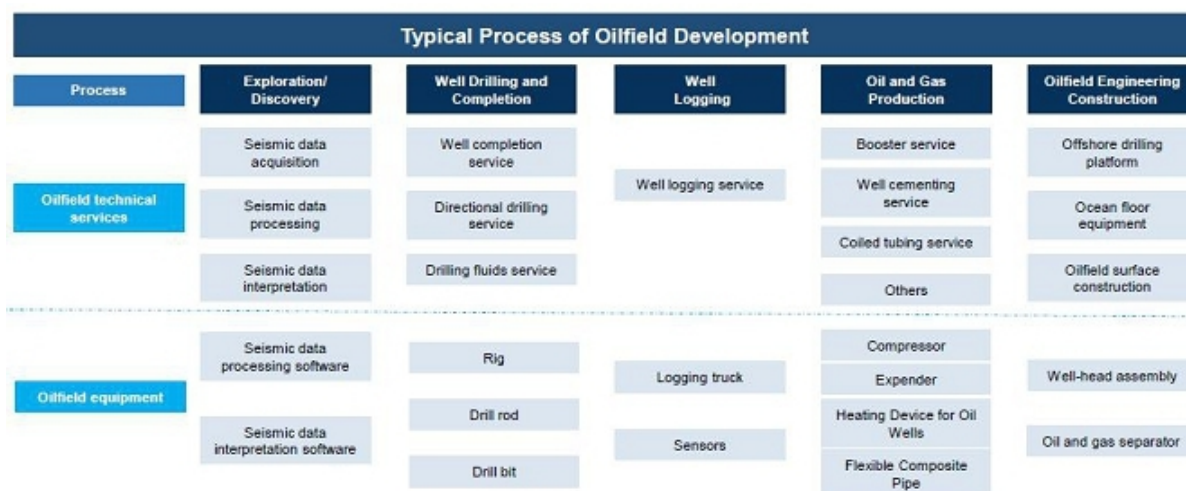 Typical Process of Oilfield Development
Process
Exploration/
Discovery
Well Drilling and
Completion
Well
Logging
Oil and Gas
Production
Oilfield Engineering
Construction
Oilfield technical
services
Seismic data
acquisition
Seismic data
processing
Seismic data
interpretation
Well completion
service
Directional drilling
service
Drilling fluids service
Well logging service
Booster service
Well cementing
service
Coiled tubing service
Others
Offshore drilling
platform
Ocean floor
equipment
Oilfield surface
construction
Oilfield equipment
Seismic data
processing software
Seismic data
interpretation software
Rig
Drill rod
Drill bit
Logging truck
Sensors
Compressor
Expender
Heating Device for Oil
Wells
Flexible Composite
Pipe
Well-head assembly
Oil and gas separator